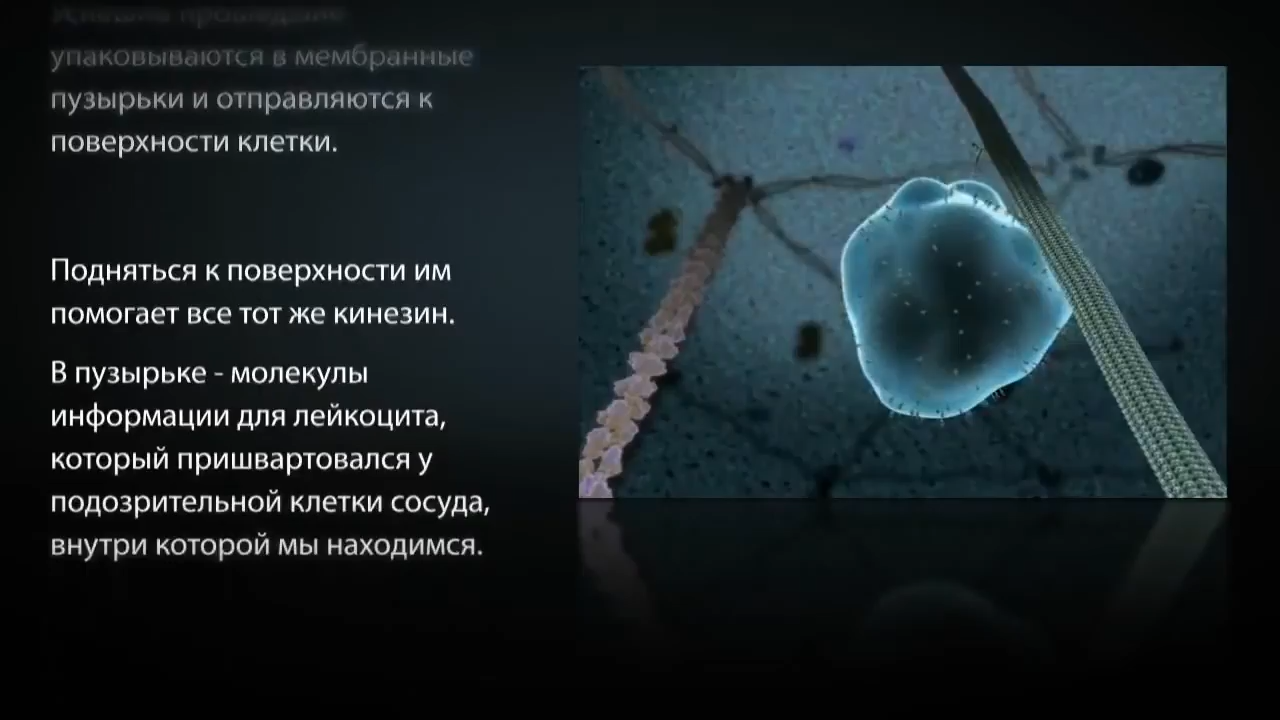 упаковываются в мембранные
пузырьки и отправляются к
поверхности клетки.
Подняться к поверхности им
помогает все тот же кинезин.
В пузырьке - молекулы
информации для лейкоцита,
который пришвартовался у
подозрительной клетки сосуда,
внутри которой мы находимся.